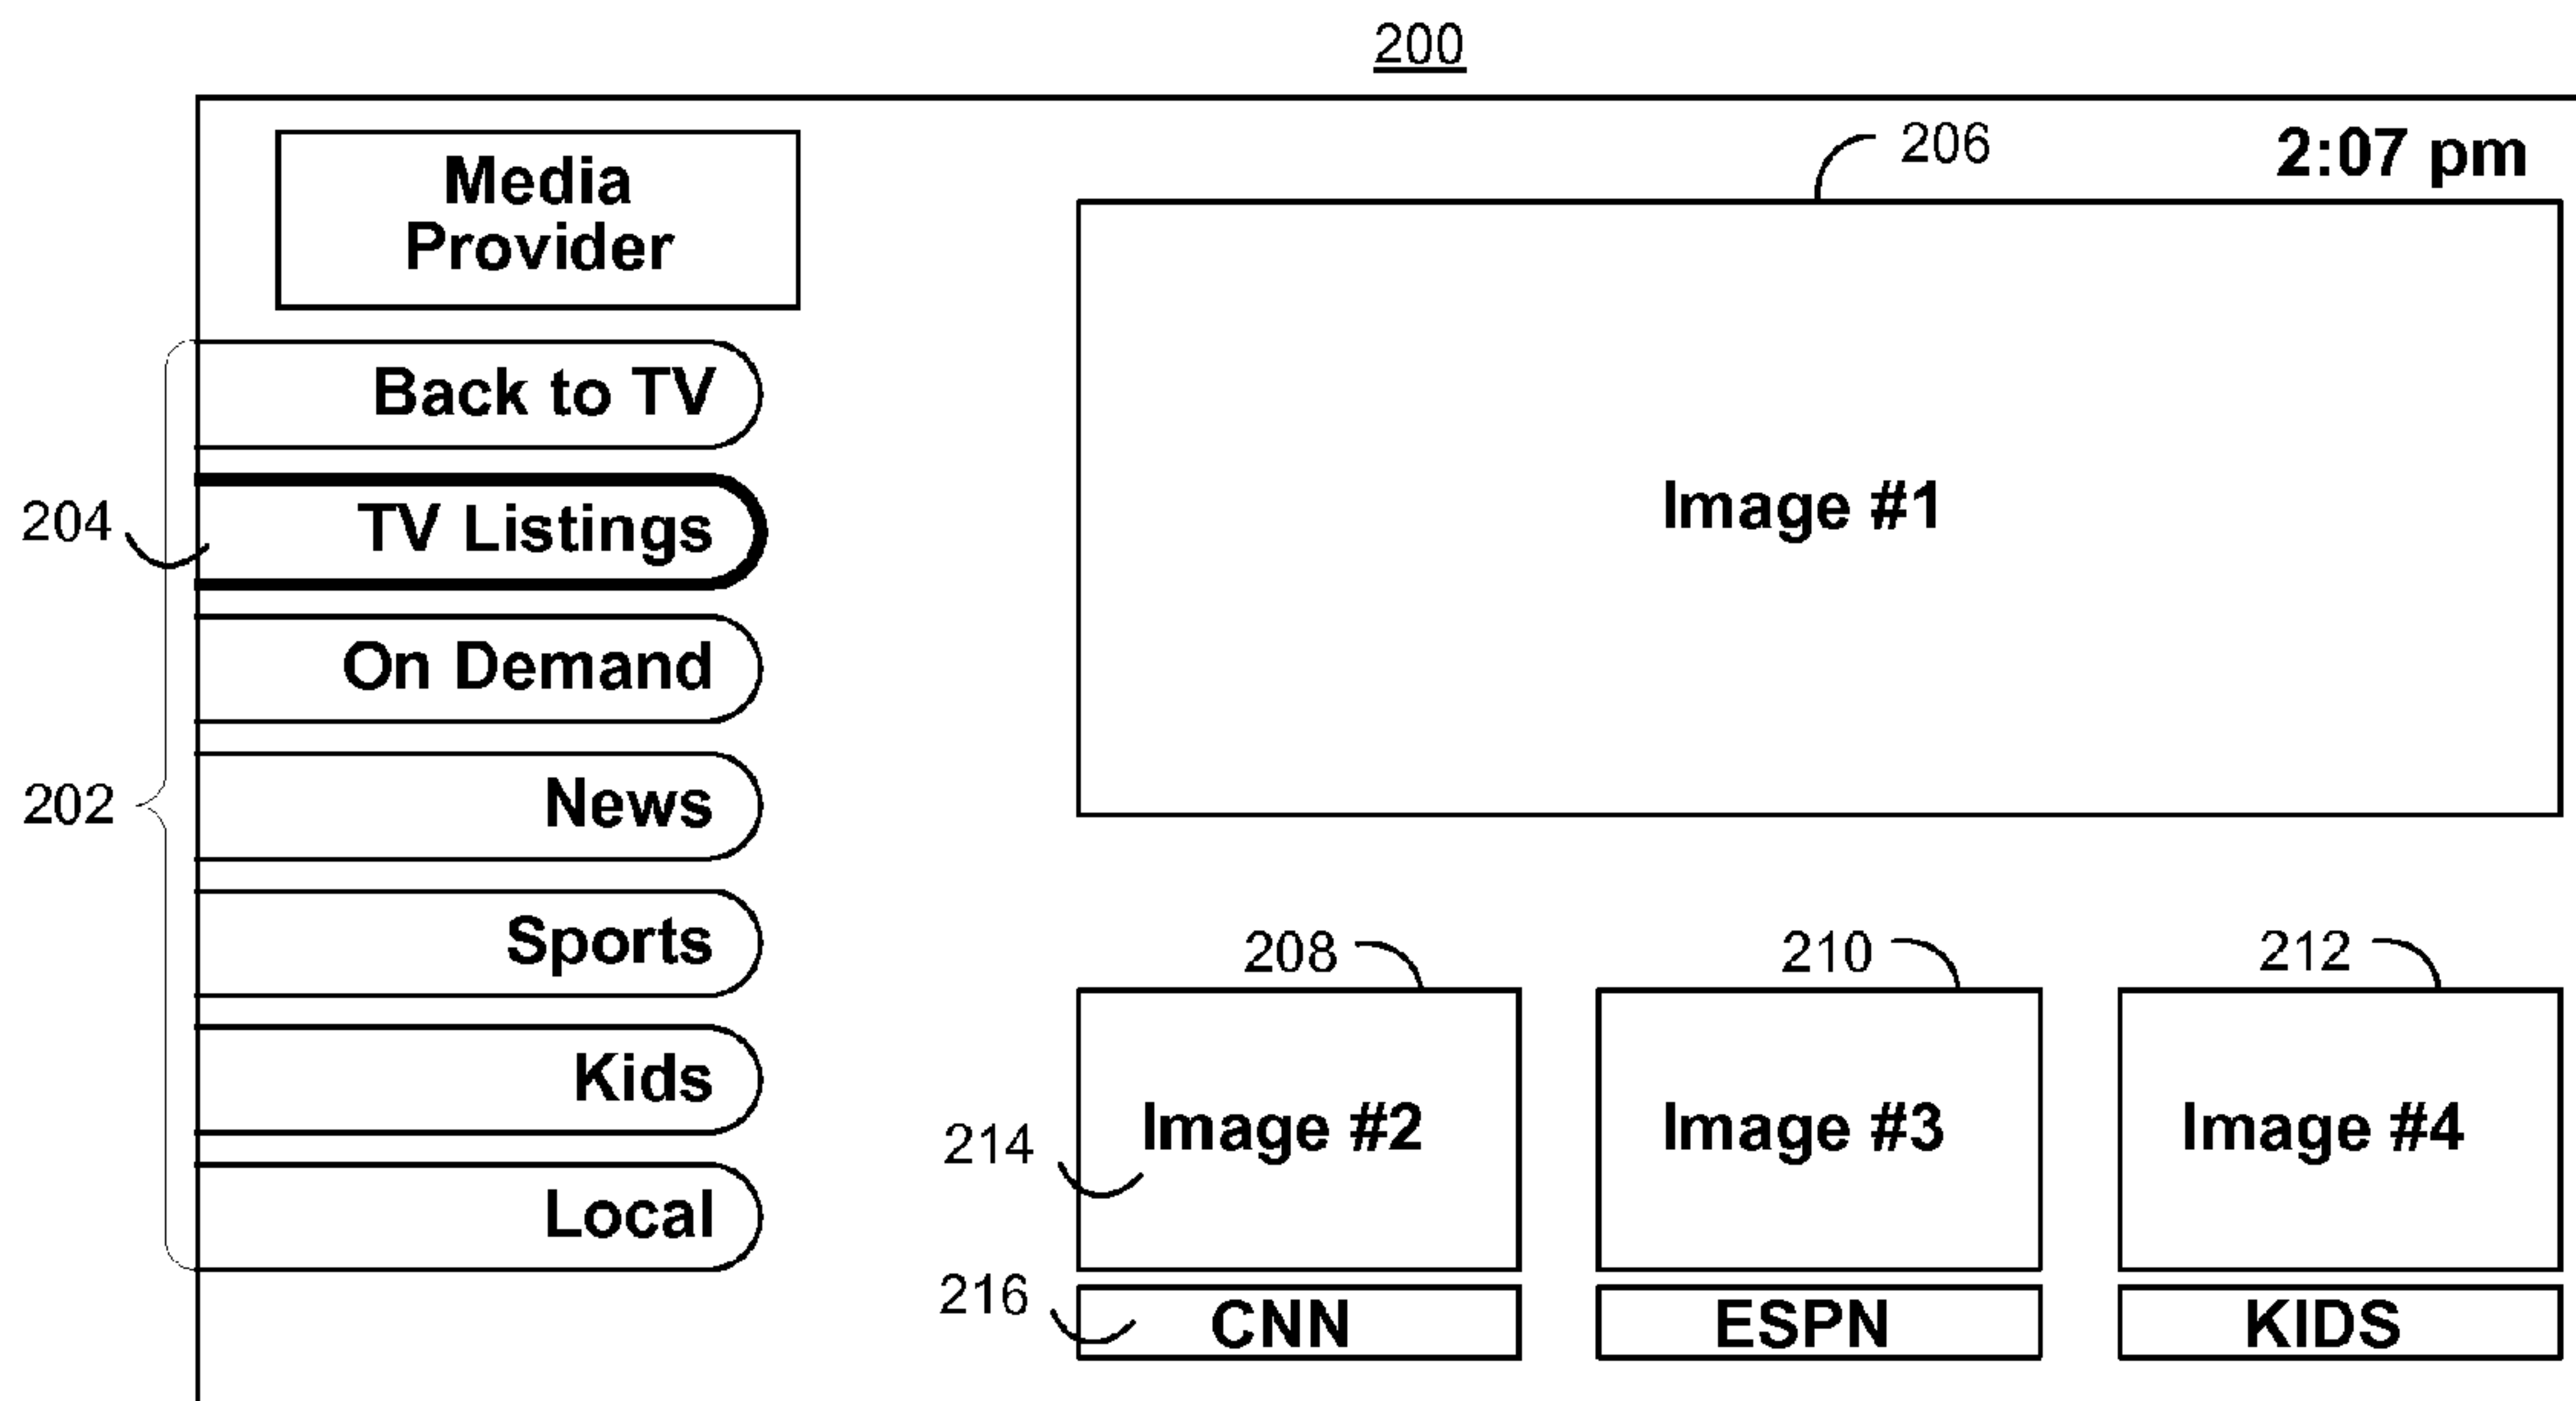 200
Media
Provider
206
2:07 pm
Back to TV
204
TV Listings
Image #1
On Demand
202
News
Sports
208
210
212
Kids
214
Image #2
Image #3
Image #4
Local
216
CNN
ESPN
KIDS